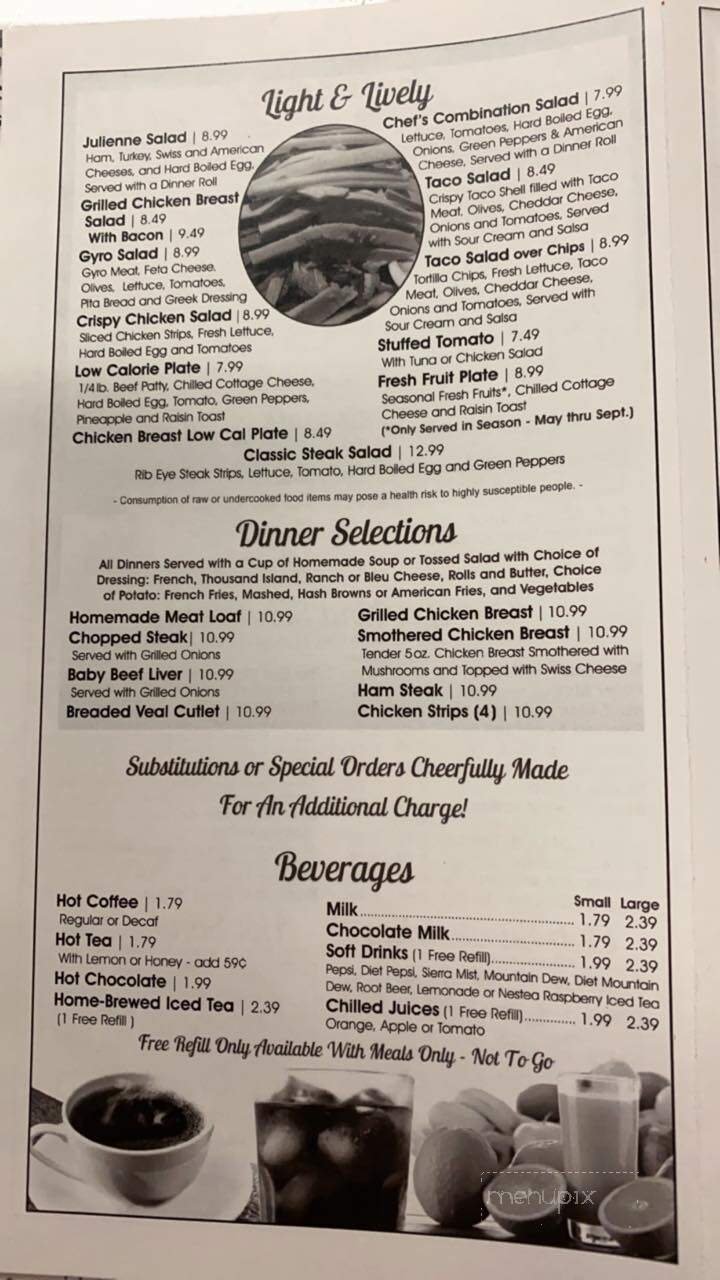 Light & Lively
Julienne Salad | 8.99
Ham, Turkey, Swiss and American
Cheeses, and Hard Boiled Egg,
Served with a Dinner Roll
Grilled Chicken Breast
Salad | 8.49
With Bacon | 9.49
Gyro Salad | 8.99
Gyro Meat, Feta Cheese,
Olives, Lettuce, Tomatoes,
Pita Bread and Greek Dressing
Crispy Chicken Salad | 8.99
Sliced Chicken Strips, Fresh Lettuce,
Hard Boiled Egg and Tomatoes
Low Calorie Plate | 7.99
1/4 lb. Beef Patty, Chilled Cottage Cheese,
Hard Boiled Egg, Tomato, Green Peppers,
Pineapple and Raisin Toast
Chicken Breast Low Cal Plate | 8.49
Chef's Combination Salad | 7.99
Lettuce, Tomatoes, Hard Boiled Egg,
Onions, Green Peppers & American
Cheese, Served with a Dinner Roll
Taco Salad | 8.49
Crispy Taco Shell filled with Taco
Meat, Olives, Cheddar Cheese,
Onions and Tomatoes, Served
with Sour Cream and Salsa
Taco Salad over Chips | 8.99
Tortilla Chips, Fresh Lettuce, Taco
Meat, Olives, Cheddar Cheese,
Onions and Tomatoes, Served with
Sour Cream and Salsa
Stuffed Tomato | 7.49
With Tuna or Chicken Salad
Fresh Fruit Plate | 8.99
Seasonal Fresh Fruits*, Chilled Cottage
Cheese and Raisin Toast
(*Only Served in Season - May thru Sept.)
Classic Steak Salad | 12.99
Rib Eye Steak Strips, Lettuce, Tomato, Hard Boiled Egg and Green Peppers
- Consumption of raw or undercooked food items may pose a health risk to highly susceptible people. -
Dinner Selections
All Dinners Served with a Cup of Homemade Soup or Tossed Salad with Choice of
Dressing: French, Thousand Island, Ranch or Bleu Cheese, Rolls and Butter, Choice
of Potato: French Fries, Mashed, Hash Browns or American Fries, and Vegetables
Homemade Meat Loaf | 10.99
Chopped Steak| 10.99
Served with Grilled Onions
Baby Beef Liver | 10.99
Served with Grilled Onions
Breaded Veal Cutlet | 10.99
Grilled Chicken Breast | 10.99
Smothered Chicken Breast | 10.99
Tender 5 oz. Chicken Breast Smothered with
Mushrooms and Topped with Swiss Cheese
Ham Steak | 10.99
Chicken Strips (4) | 10.99
Substitutions or Special Orders Cheerfully Made
For An Additional Charge!
Beverages
Hot Coffee | 1.79
Regular or Decaf
Hot Tea | 1.79
With Lemon or Honey - add 59¢
Hot Chocolate | 1.99
Home-Brewed Iced Tea | 2.39
(1 Free Refill )
Small Large
Milk.................... 1.79 2.39
Chocolate Milk.................... 1.79 2.39
Soft Drinks (1 Free Refill).................... 1.99 2.39
Pepsi, Diet Pepsi, Sierra Mist, Mountain Dew, Diet Mountain
Dew, Root Beer, Lemonade or Nestea Raspberry Iced Tea
Chilled Juices (1 Free Refill)............. 1.99 2.39
Orange, Apple or Tomato
Free Refill Only Available With Meals Only - Not To Go
menupix